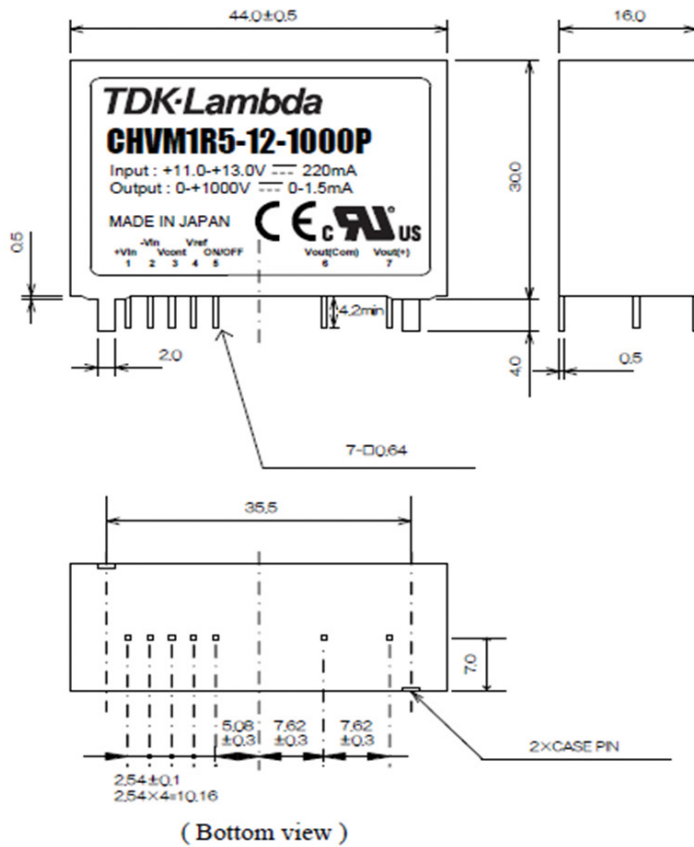 44.0±0.5
16.0
TDK·Lambda
CHVM1R5-12-1000P
Input : +11.0-+13.0V ⎓ 220mA
Output : 0-+1000V ⎓ 0-1.5mA
MADE IN JAPAN
CE c RU US
-Vin Vref
+Vin Vcont ON/OFF Vout(Com) Vout(+)
1 2 3 4 5 6 7
30.0
0.5
4.2min
4.0
2.0
0.5
7-□0.64
35.5
7.0
5.08 ±0.3
7.62 ±0.3
7.62 ±0.3
2×CASE PIN
2.54±0.1
2.54×4=10.16
( Bottom view )